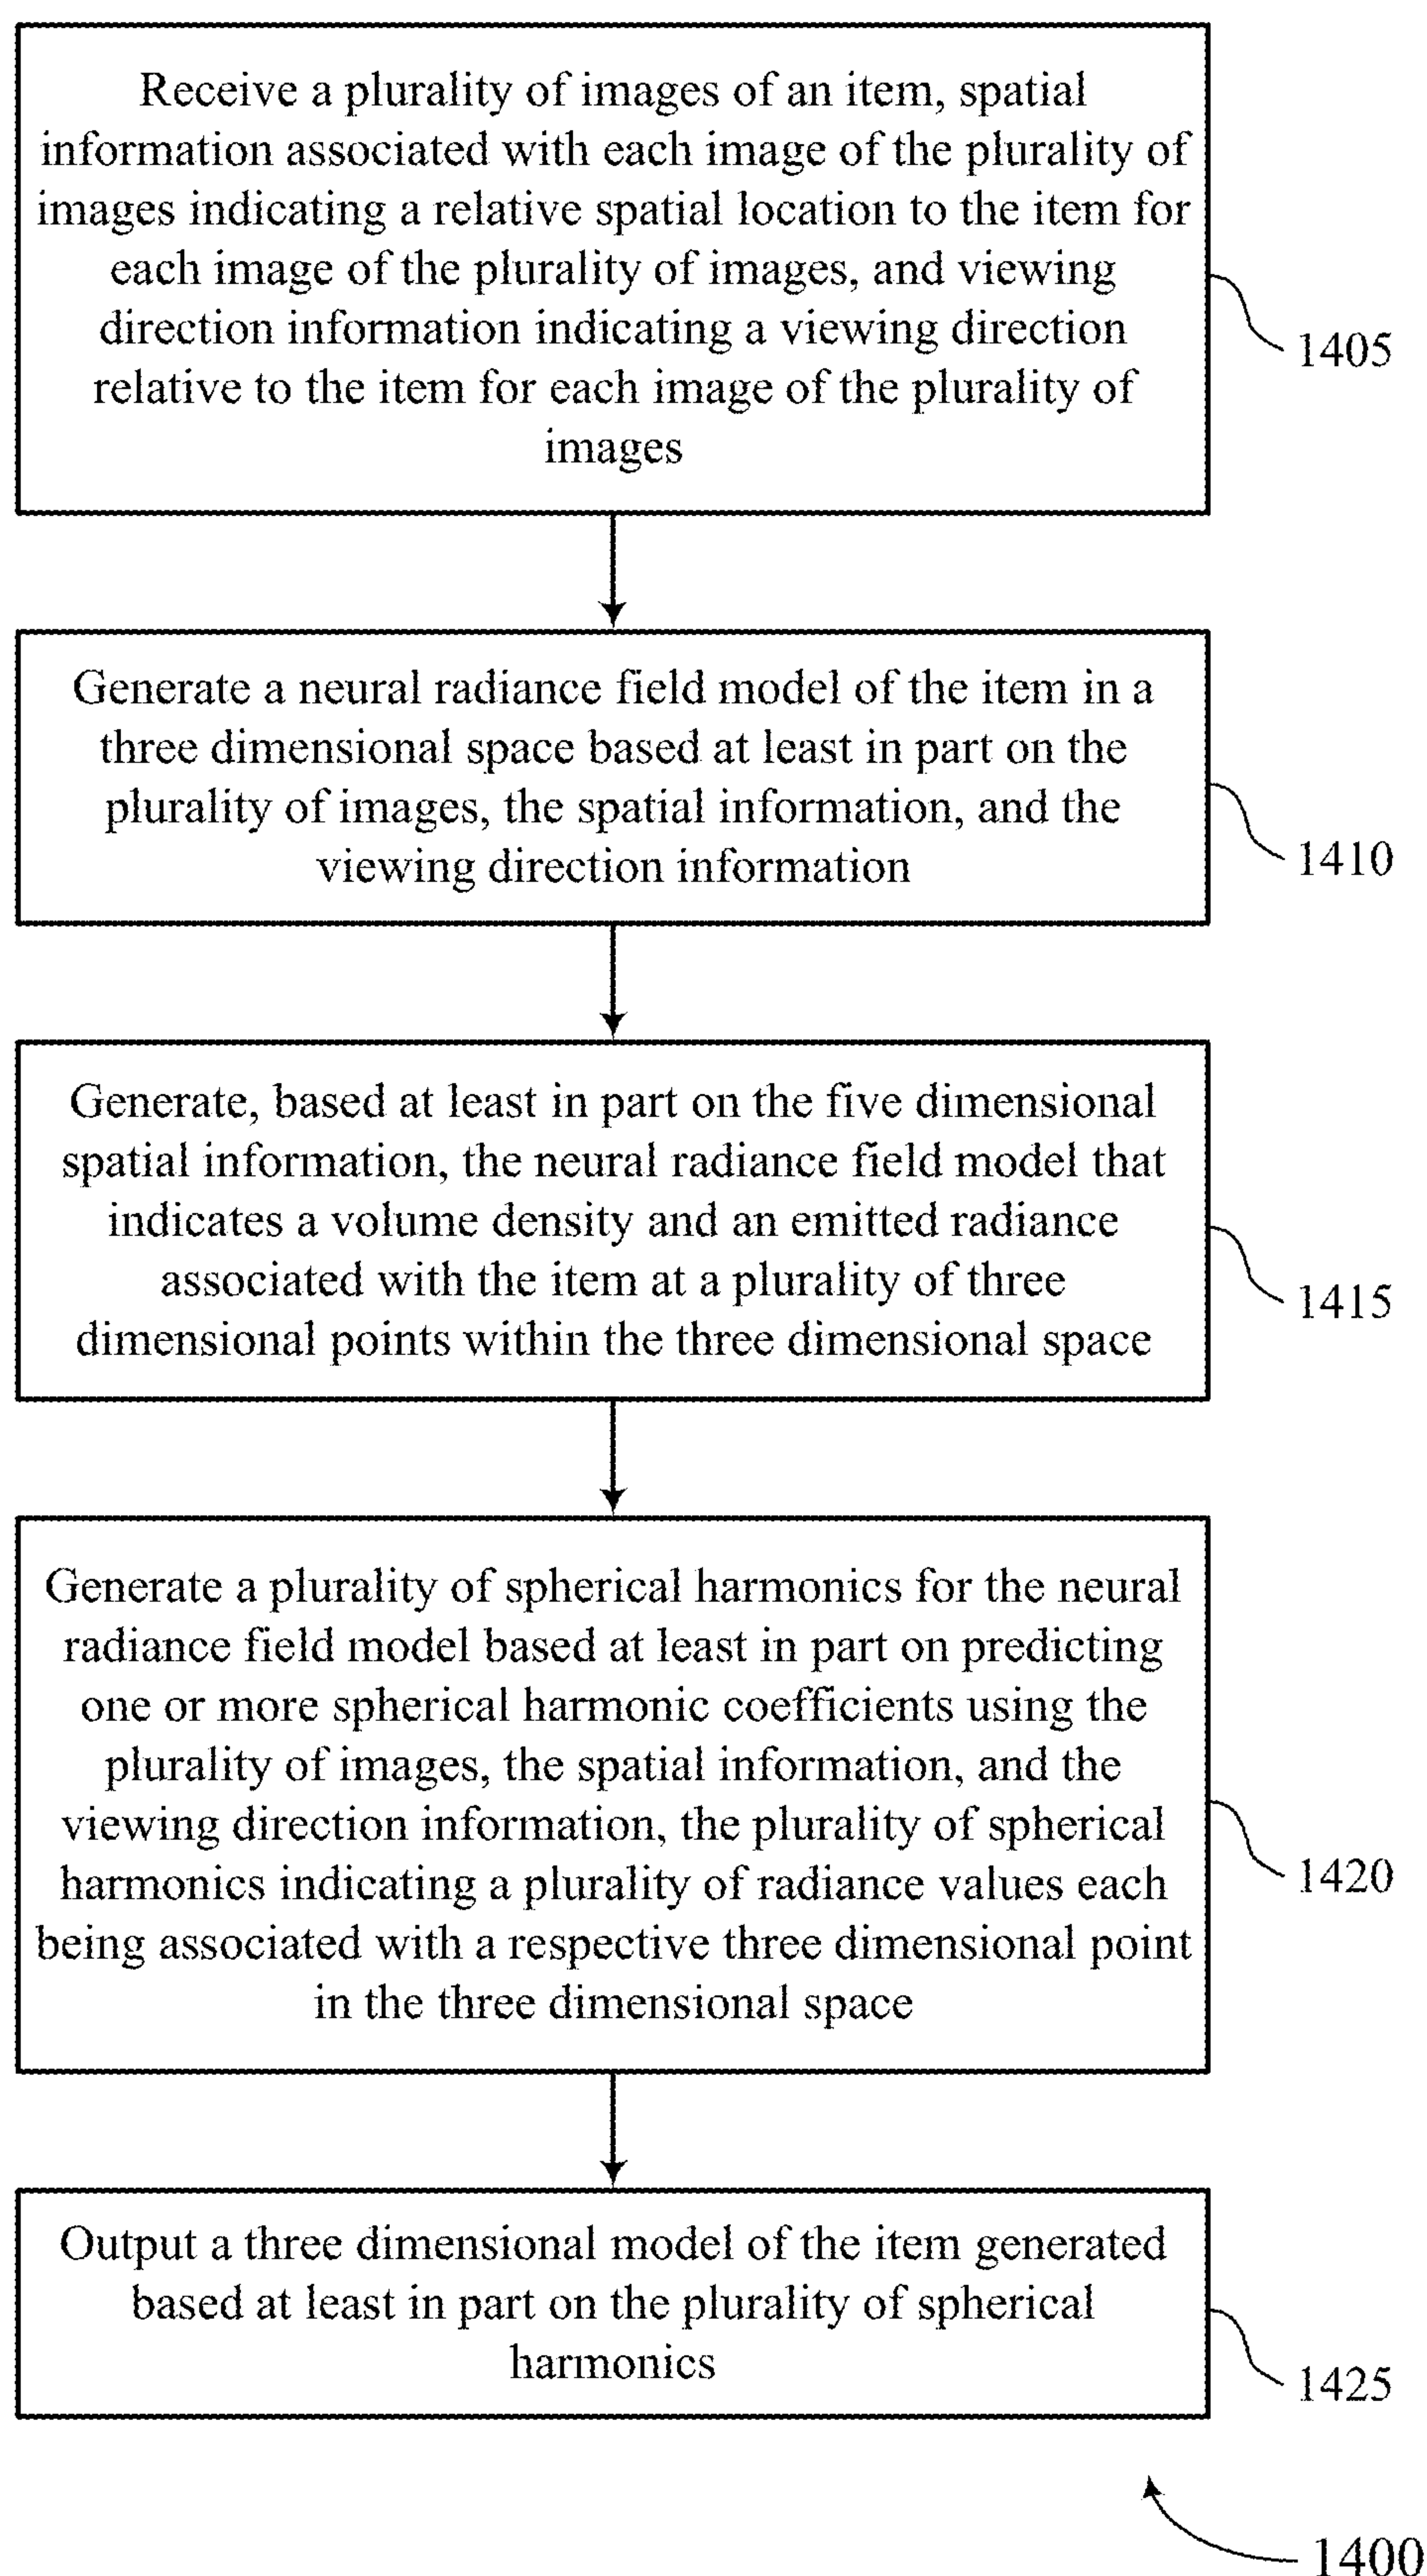 Receive a plurality of images of an item, spatial
information associated with each image of the plurality of
images indicating a relative spatial location to the item for
each image of the plurality of images, and viewing
direction information indicating a viewing direction
relative to the item for each image of the plurality of
images
1405
Generate a neural radiance field model of the item in a
three dimensional space based at least in part on the
plurality of images, the spatial information, and the
viewing direction information
1410
Generate, based at least in part on the five dimensional
spatial information, the neural radiance field model that
indicates a volume density and an emitted radiance
associated with the item at a plurality of three
dimensional points within the three dimensional space
1415
Generate a plurality of spherical harmonics for the neural
radiance field model based at least in part on predicting
one or more spherical harmonic coefficients using the
plurality of images, the spatial information, and the
viewing direction information, the plurality of spherical
harmonics indicating a plurality of radiance values each
being associated with a respective three dimensional point
in the three dimensional space
1420
Output a three dimensional model of the item generated
based at least in part on the plurality of spherical
harmonics
1425
1400